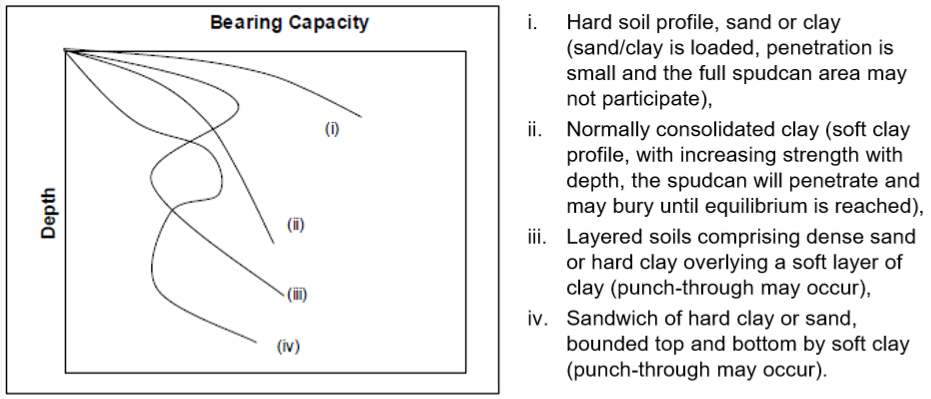 Bearing Capacity
Depth
(i)
(ii)
(iii)
(iv)
i. Hard soil profile, sand or clay
(sand/clay is loaded, penetration is
small and the full spudcan area may
not participate),
ii. Normally consolidated clay (soft clay
profile, with increasing strength with
depth, the spudcan will penetrate and
may bury until equilibrium is reached),
iii. Layered soils comprising dense sand
or hard clay overlying a soft layer of
clay (punch-through may occur),
iv. Sandwich of hard clay or sand,
bounded top and bottom by soft clay
(punch-through may occur).